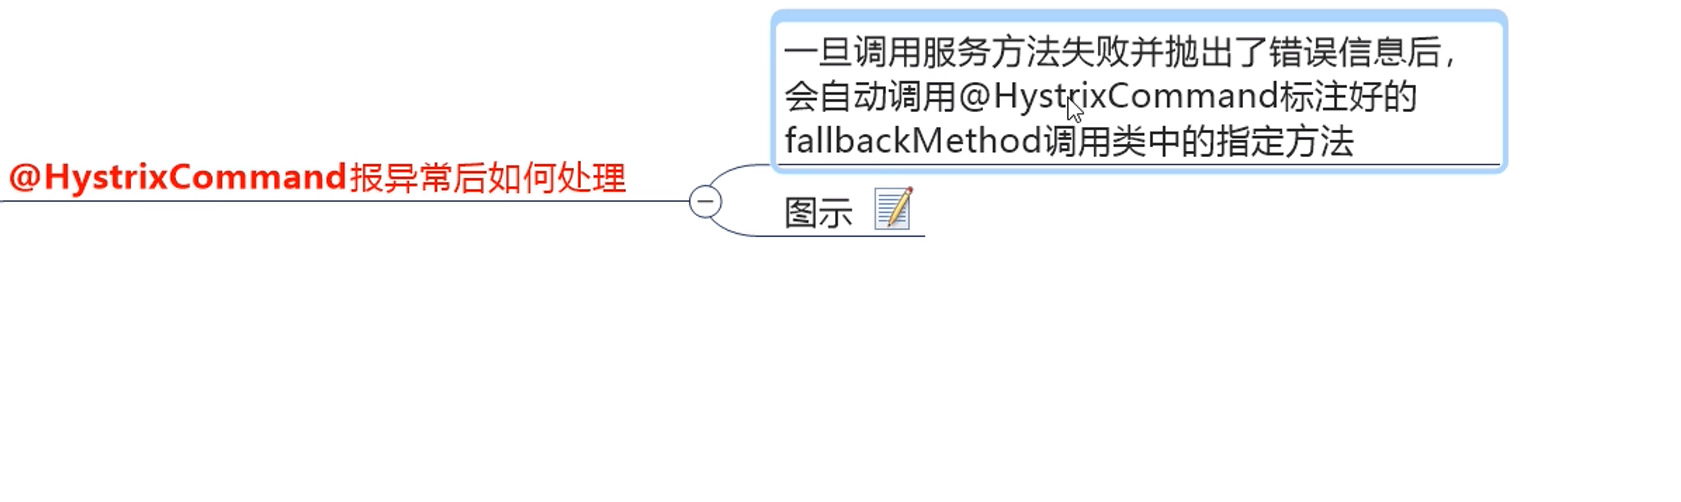 @HystrixCommand报异常后如何处理
一旦调用服务方法失败并抛出了错误信息后，
会自动调用@HystrixCommand标注好的
fallbackMethod调用类中的指定方法
图示